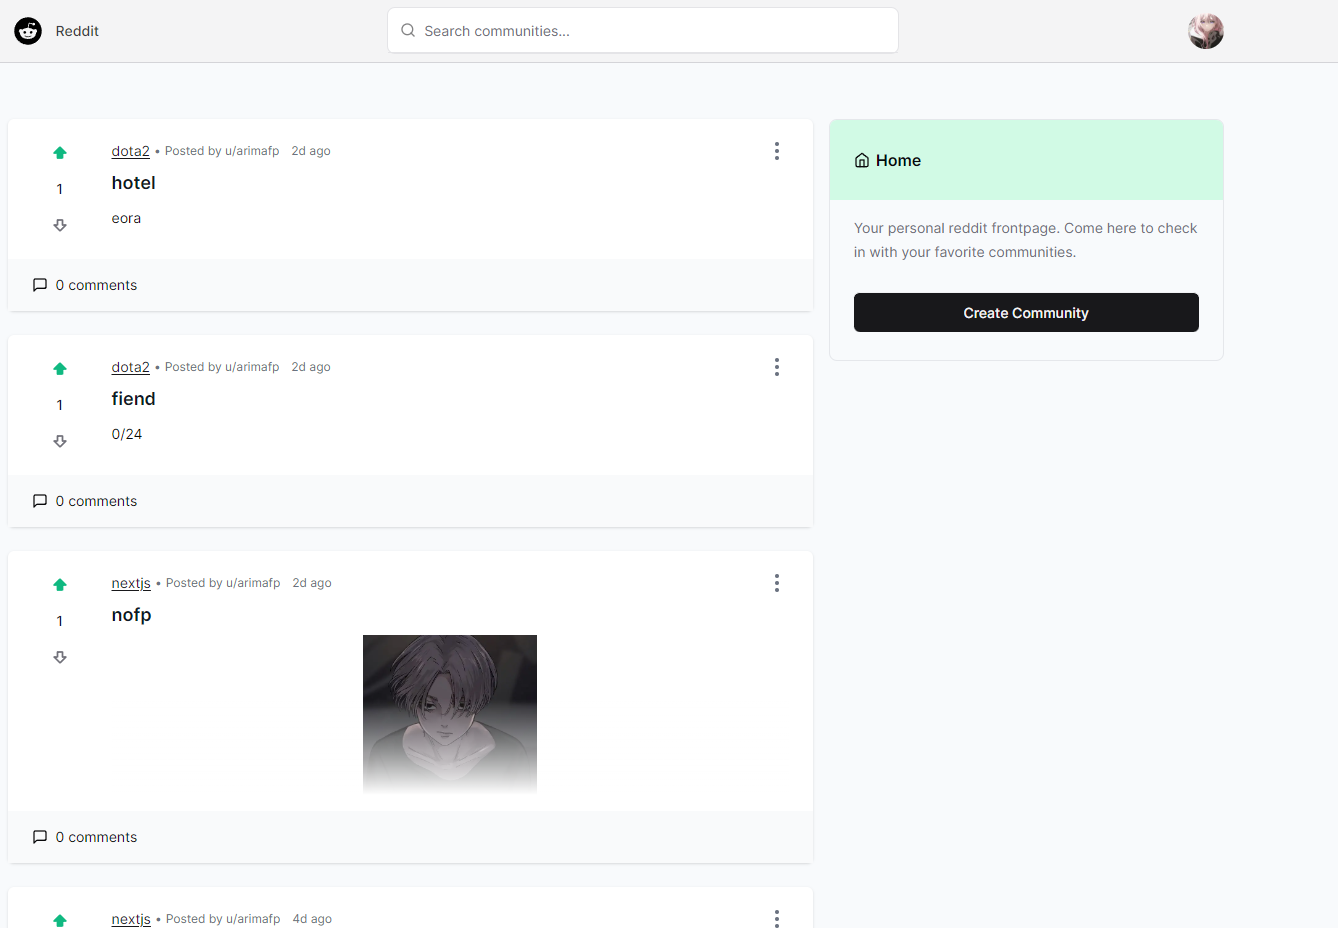 Reddit
Search communities...
dota2 • Posted by u/arimafp 2d ago
hotel
1
eora
0 comments
dota2 • Posted by u/arimafp 2d ago
fiend
1
0/24
0 comments
nextjs • Posted by u/arimafp 2d ago
nofp
1
0 comments
nextjs • Posted by u/arimafp 4d ago
Home
Your personal reddit frontpage. Come here to check
in with your favorite communities.
Create Community